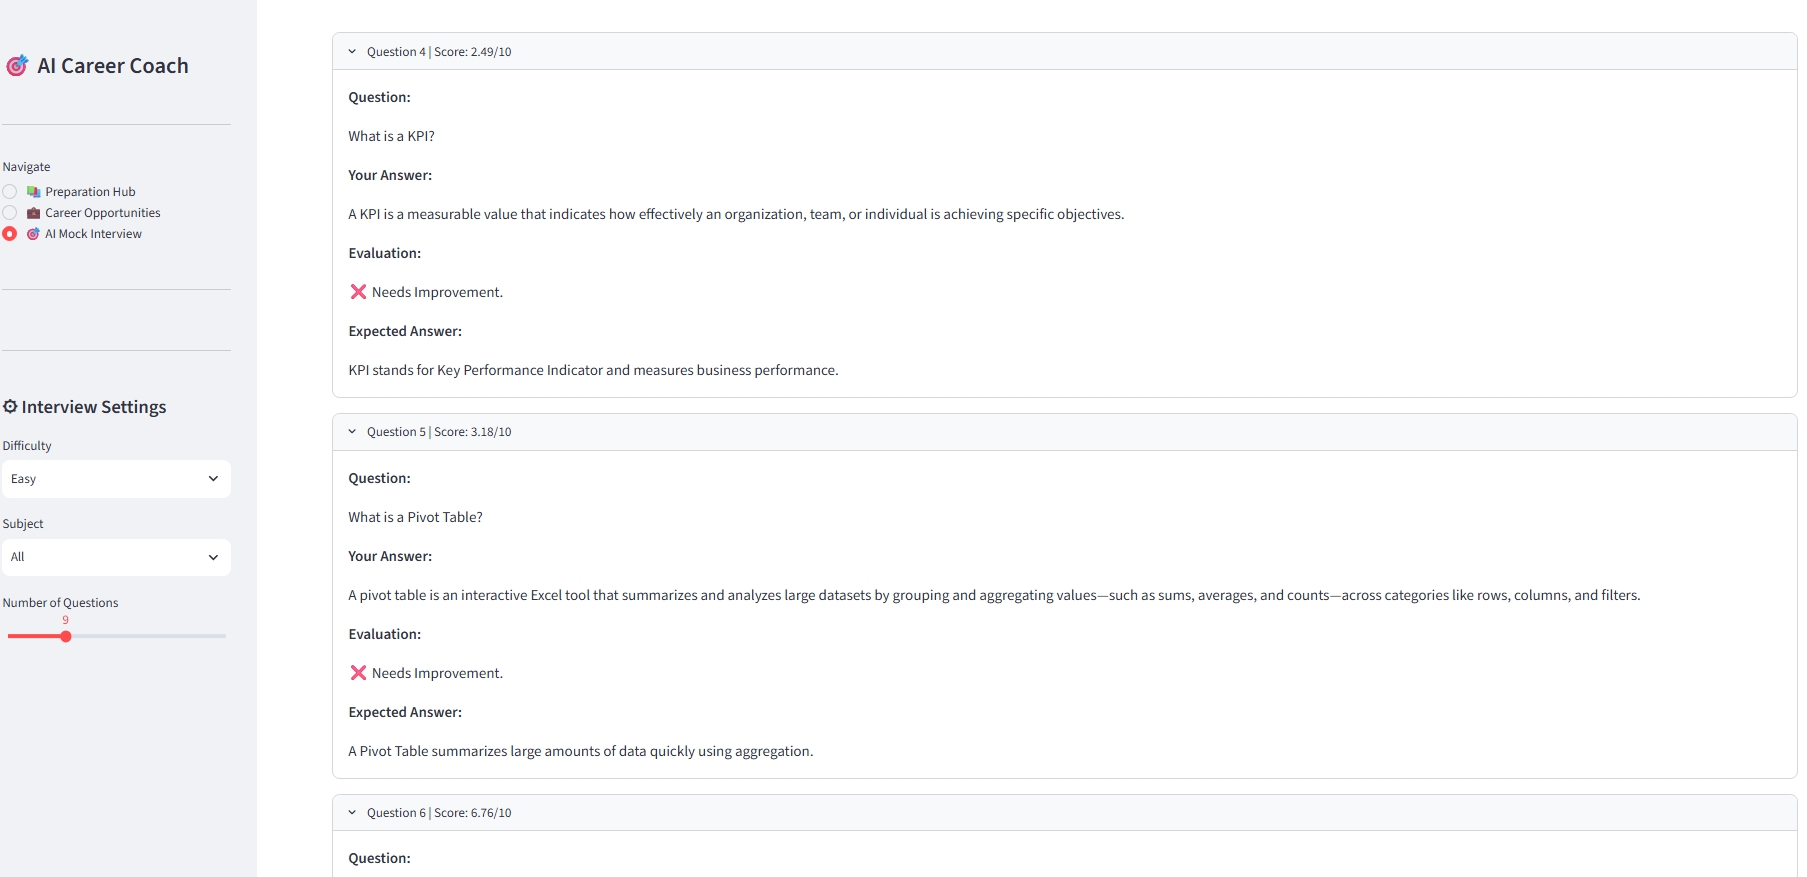 AI Career Coach
Navigate
Preparation Hub
Career Opportunities
AI Mock Interview
Interview Settings
Difficulty
Easy
Subject
All
Number of Questions
9
Question 4 | Score: 2.49/10
Question:
What is a KPI?
Your Answer:
A KPI is a measurable value that indicates how effectively an organization, team, or individual is achieving specific objectives.
Evaluation:
❌ Needs Improvement.
Expected Answer:
KPI stands for Key Performance Indicator and measures business performance.
Question 5 | Score: 3.18/10
Question:
What is a Pivot Table?
Your Answer:
A pivot table is an interactive Excel tool that summarizes and analyzes large datasets by grouping and aggregating values—such as sums, averages, and counts—across categories like rows, columns, and filters.
Evaluation:
❌ Needs Improvement.
Expected Answer:
A Pivot Table summarizes large amounts of data quickly using aggregation.
Question 6 | Score: 6.76/10
Question: